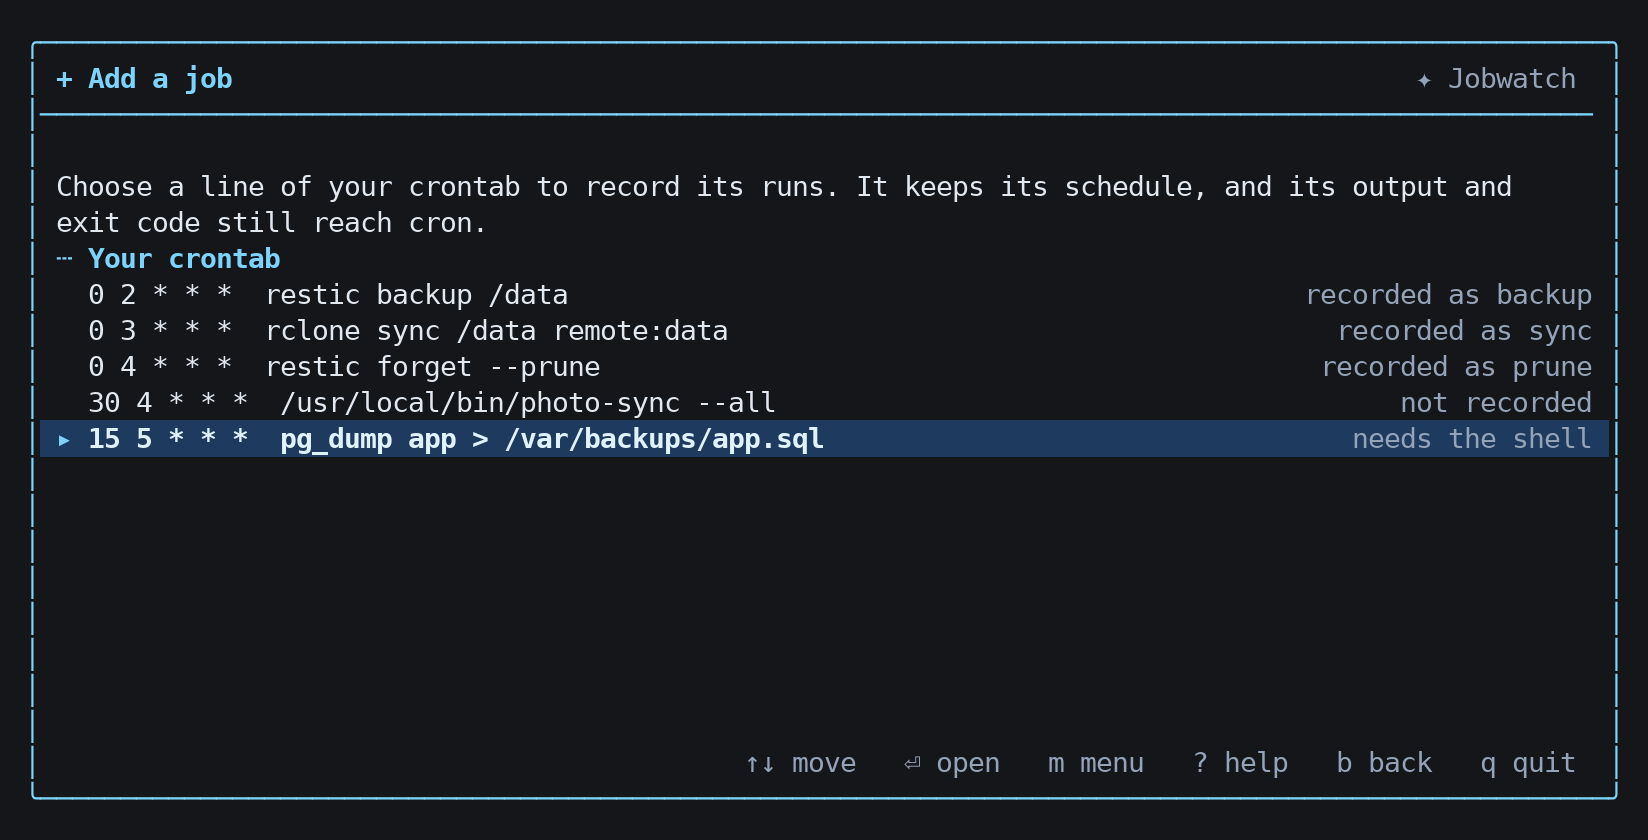 + Add a job ✦ Jobwatch
Choose a line of your crontab to record its runs. It keeps its schedule, and its output and
exit code still reach cron.
┄ Your crontab
0 2 * * *  restic backup /data recorded as backup
0 3 * * *  rclone sync /data remote:data recorded as sync
0 4 * * *  restic forget --prune recorded as prune
30 4 * * *  /usr/local/bin/photo-sync --all not recorded
▸ 15 5 * * *  pg_dump app > /var/backups/app.sql needs the shell
↑↓ move ⏎ open m menu ? help b back q quit